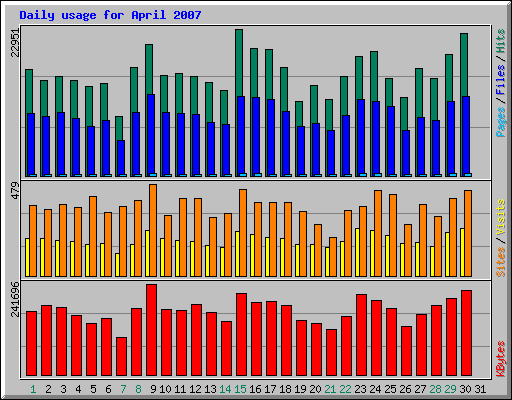 Daily usage for April 2007
22951
Pages / Files / Hits
479
Sites / Visits
241696
KBytes
1 2 3 4 5 6 7 8 9 10 11 12 13 14 15 16 17 18 19 20 21 22 23 24 25 26 27 28 29 30 31